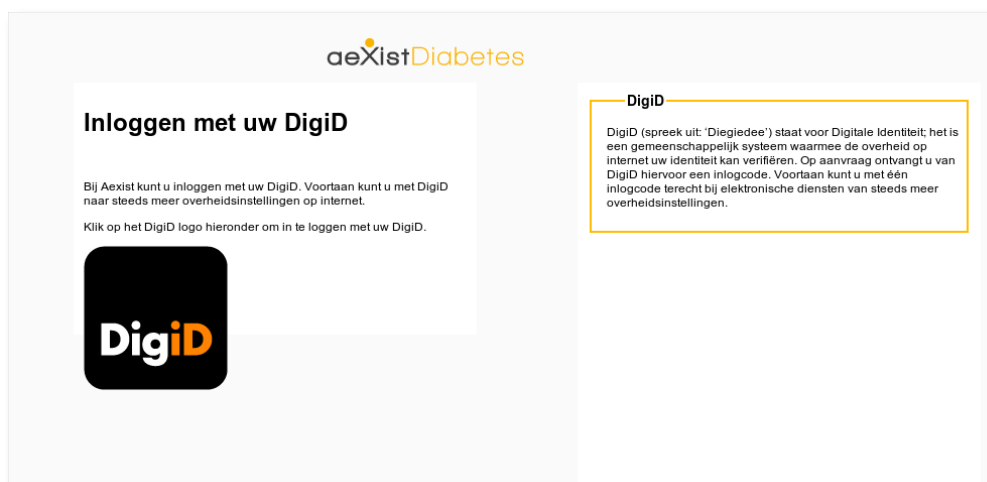 aeXistDiabetes
Inloggen met uw DigiD
Bij Aexist kunt u inloggen met uw DigiD. Voortaan kunt u met DigiD
naar steeds meer overheidsinstellingen op internet.
Klik op het DigiD logo hieronder om in te loggen met uw DigiD.
DigiD
DigiD
DigiD (spreek uit: ‘Diegiedee’) staat voor Digitale Identiteit; het is
een gemeenschappelijk systeem waarmee de overheid op
internet uw identiteit kan verifiëren. Op aanvraag ontvangt u van
DigiD hiervoor een inlogcode. Voortaan kunt u met één
inlogcode terecht bij elektronische diensten van steeds meer
overheidsinstellingen.